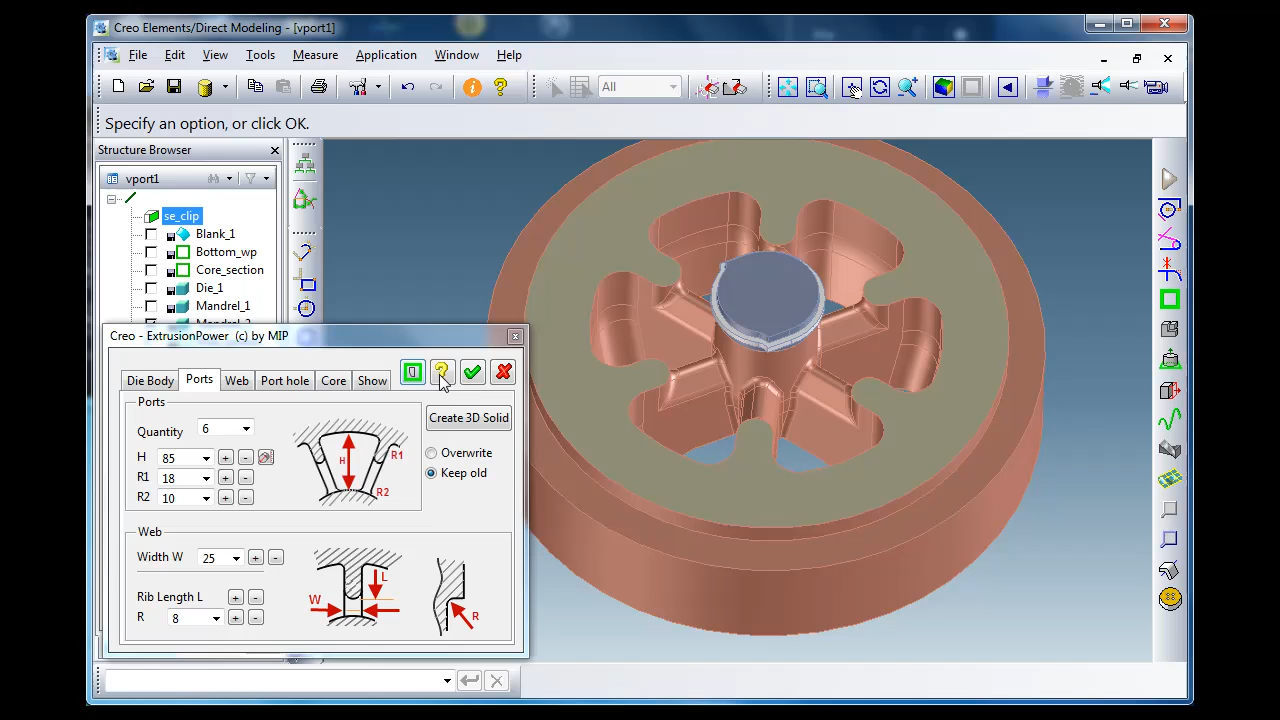 Creo Elements/Direct Modeling - [vport1]
File Edit View Tools Measure Application Window Help
All
Specify an option, or click OK.
Structure Browser
vport1
se_clip
Blank_1
Bottom_wp
Core_section
Die_1
Mandrel_1
Creo - ExtrusionPower (c) by MIP
Die Body Ports Web Port hole Core Show
Ports
Quantity 6
H 85 + -
R1 18 + -
R2 10 + -
H R1 R2
Create 3D Solid
Overwrite
Keep old
Web
Width W 25 + -
Rib Length L + -
R 8 + -
W L R